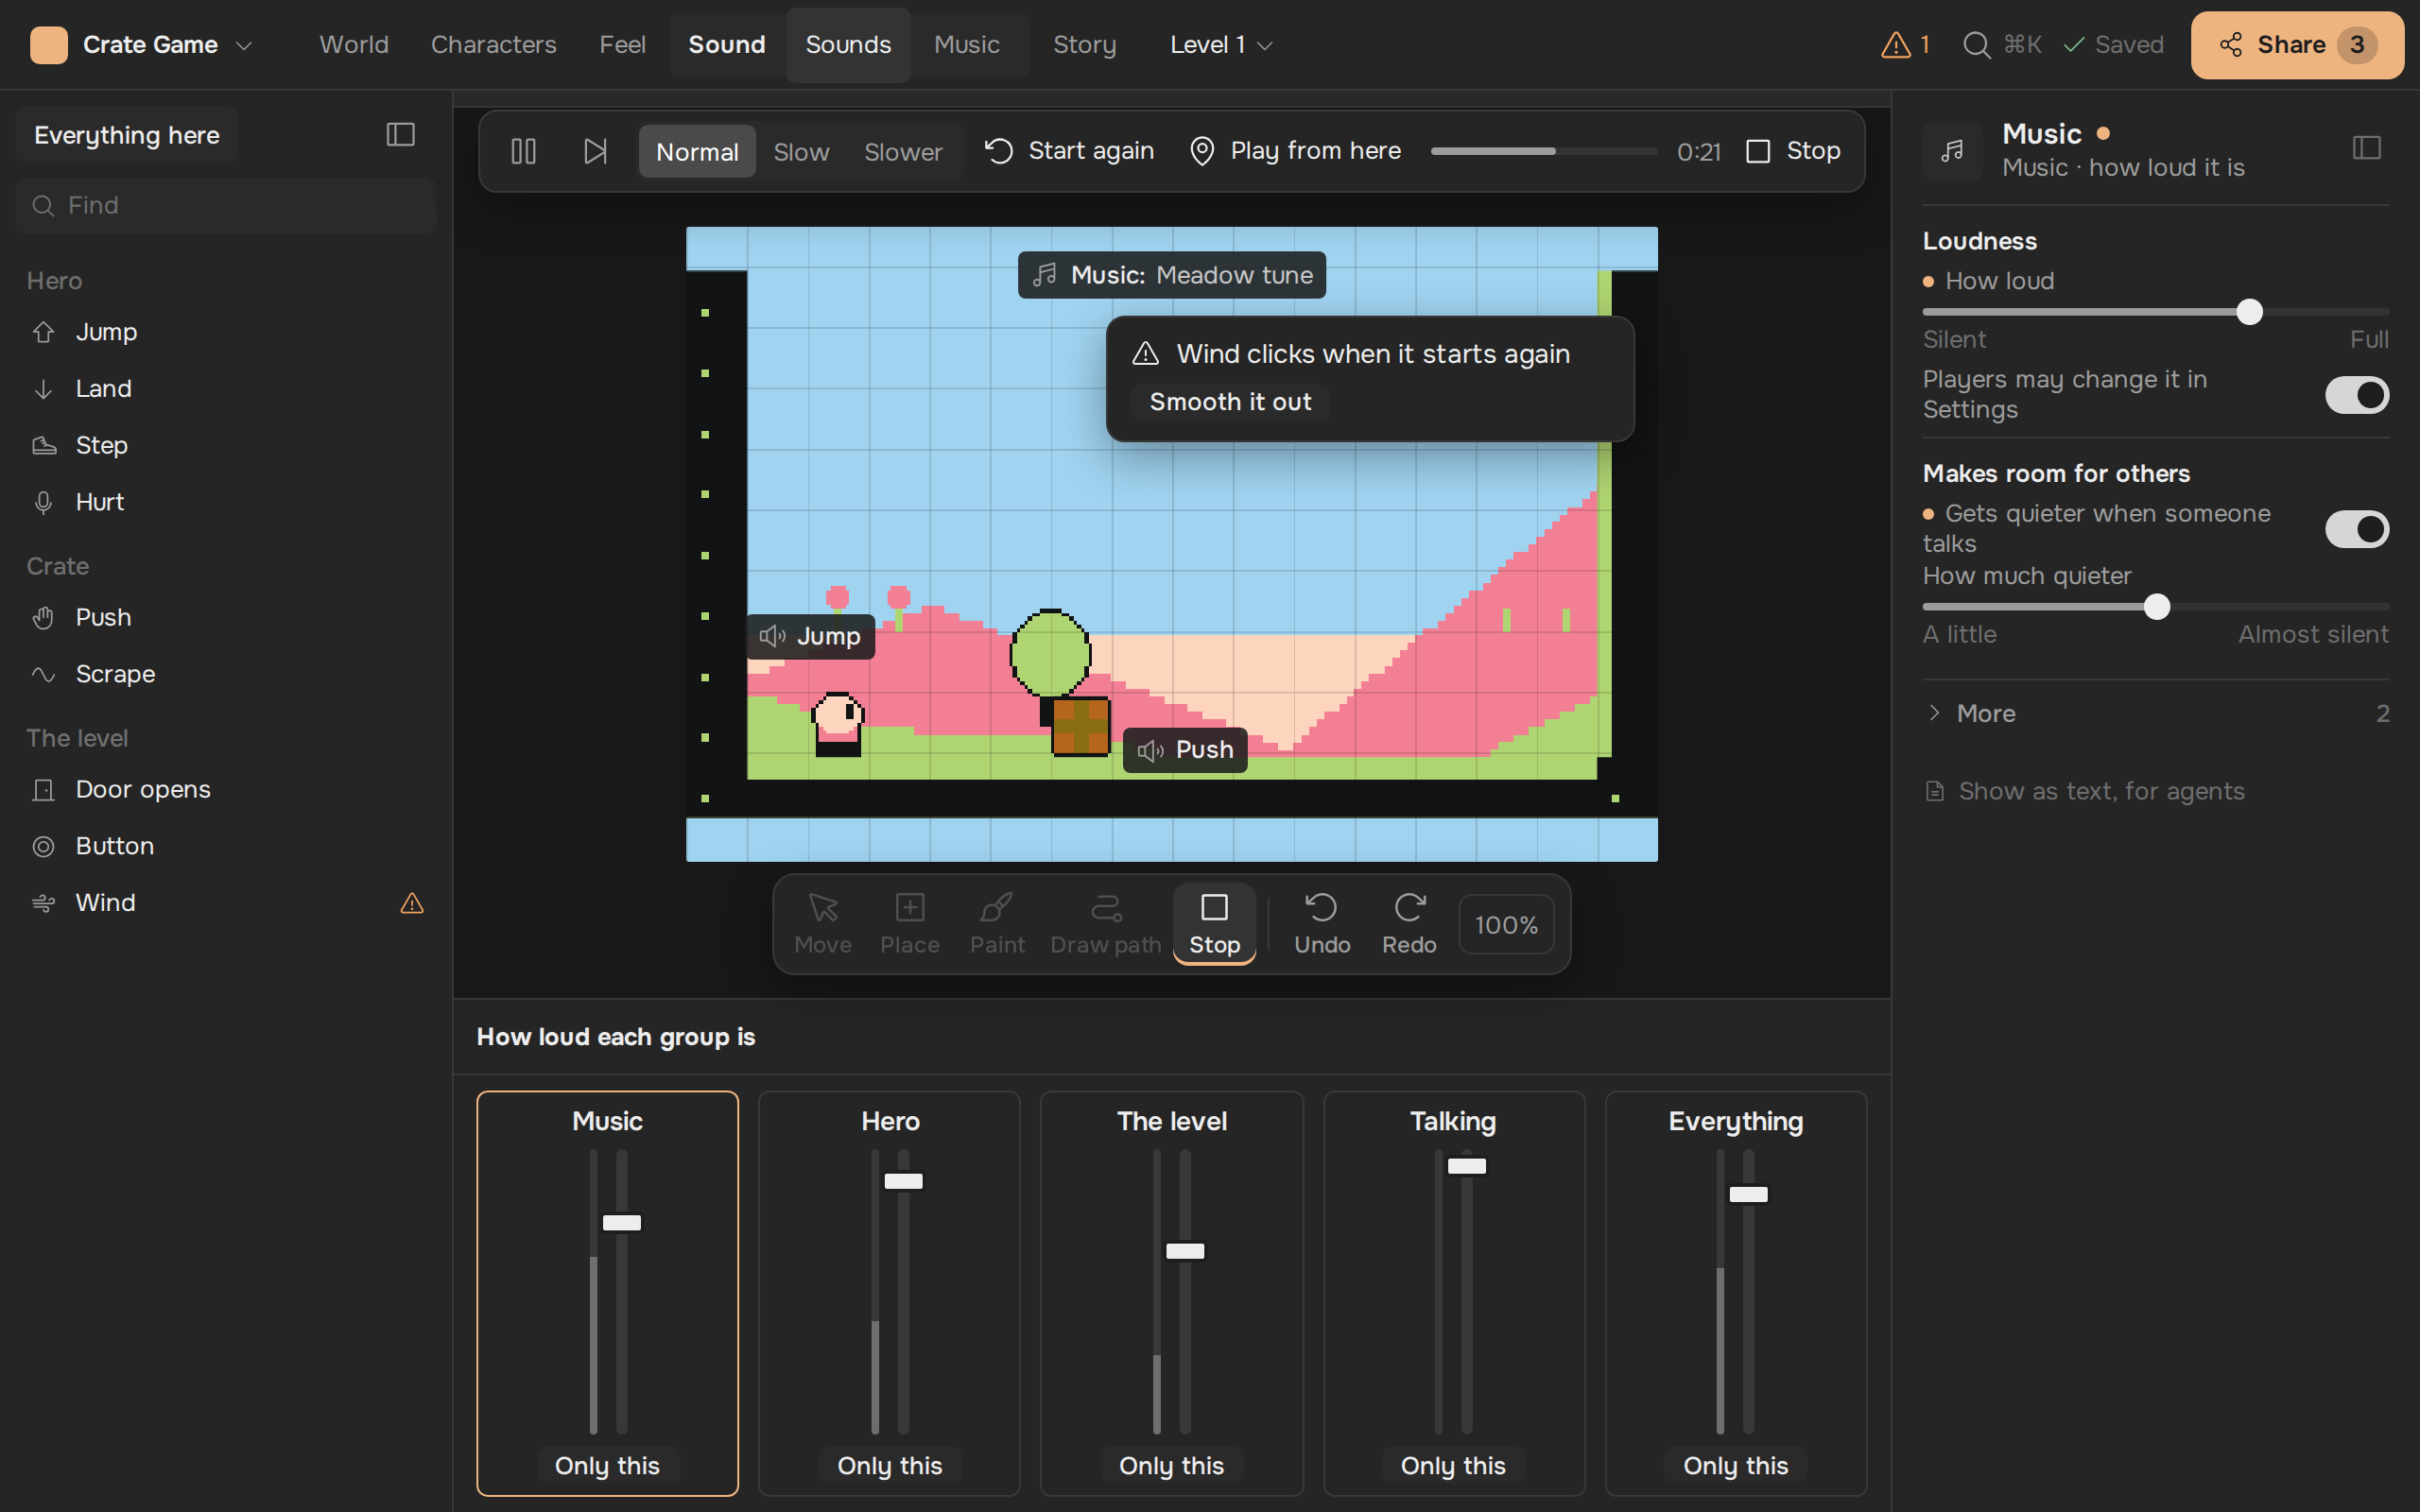 Crate Game
World
Characters
Feel
Sound
Sounds
Music
Story
Level 1
1
⌘K
Saved
Share 3
Everything here
Find
Hero
Jump
Land
Step
Hurt
Crate
Push
Scrape
The level
Door opens
Button
Wind
Normal
Slow
Slower
Start again
Play from here
0:21
Stop
Music: Meadow tune
Wind clicks when it starts again
Smooth it out
Jump
Push
Move
Place
Paint
Draw path
Stop
Undo
Redo
100%
How loud each group is
Music
Hero
The level
Talking
Everything
Only this
Only this
Only this
Only this
Only this
Music
Music · how loud it is
Loudness
How loud
Silent
Full
Players may change it in
Settings
Makes room for others
Gets quieter when someone
talks
How much quieter
A little
Almost silent
More
2
Show as text, for agents